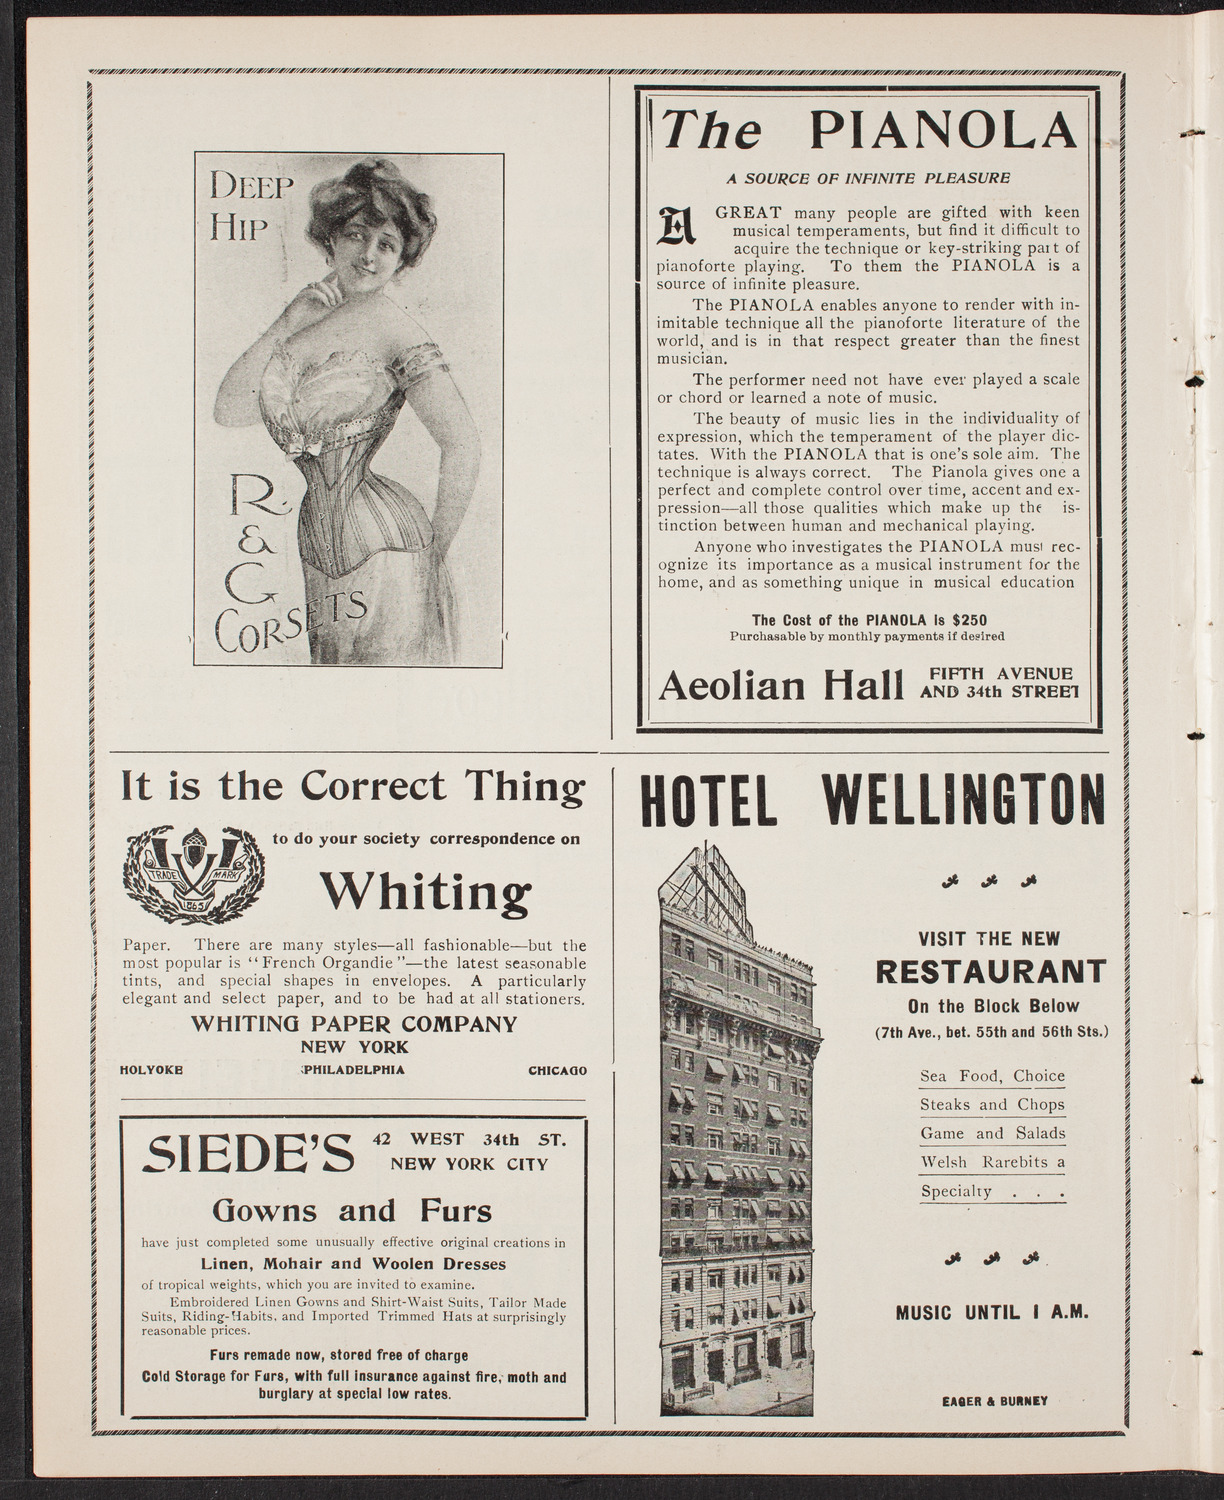 DEEP
HIP
R.
&
G
CORSETS
The PIANOLA
A SOURCE OF INFINITE PLEASURE
A GREAT many people are gifted with keen
musical temperaments, but find it difficult to
acquire the technique or key-striking part of
pianoforte playing. To them the PIANOLA is a
source of infinite pleasure.
The PIANOLA enables anyone to render with in-
imitable technique all the pianoforte literature of the
world, and is in that respect greater than the finest
musician.
The performer need not have ever played a scale
or chord or learned a note of music.
The beauty of music lies in the individuality of
expression, which the temperament of the player dic-
tates. With the PIANOLA that is one's sole aim. The
technique is always correct. The Pianola gives one a
perfect and complete control over time, accent and ex-
pression—all those qualities which make up the is-
tinction between human and mechanical playing.
Anyone who investigates the PIANOLA must rec-
ognize its importance as a musical instrument for the
home, and as something unique in musical education
The Cost of the PIANOLA is $250
Purchasable by monthly payments if desired
Aeolian Hall FIFTH AVENUE
AND 34th STREET
It is the Correct Thing
TRADE MARK
1865
to do your society correspondence on
Whiting
Paper. There are many styles—all fashionable—but the
most popular is "French Organdie"—the latest seasonable
tints, and special shapes in envelopes. A particularly
elegant and select paper, and to be had at all stationers.
WHITING PAPER COMPANY
NEW YORK
HOLYOKE PHILADELPHIA CHICAGO
SIEDE'S 42 WEST 34th ST.
NEW YORK CITY
Gowns and Furs
have just completed some unusually effective original creations in
Linen, Mohair and Woolen Dresses
of tropical weights, which you are invited to examine.
Embroidered Linen Gowns and Shirt-Waist Suits, Tailor Made
Suits, Riding-Habits, and Imported Trimmed Hats at surprisingly
reasonable prices.
Furs remade now, stored free of charge
Cold Storage for Furs, with full insurance against fire, moth and
burglary at special low rates.
HOTEL WELLINGTON
VISIT THE NEW
RESTAURANT
On the Block Below
(7th Ave., bet. 55th and 56th Sts.)
Sea Food, Choice
Steaks and Chops
Game and Salads
Welsh Rarebits a
Specialty . . .
MUSIC UNTIL 1 A.M.
EAGER & BURNEY